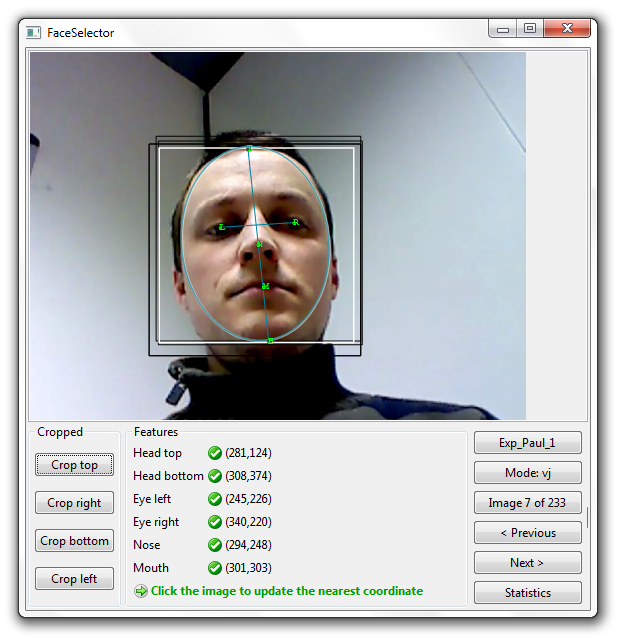 FaceSelector
L
R
N
M
Cropped
Crop top
Crop right
Crop bottom
Crop left
Features
Head top (281,124)
Head bottom (308,374)
Eye left (245,226)
Eye right (340,220)
Nose (294,248)
Mouth (301,303)
Click the image to update the nearest coordinate
Exp_Paul_1
Mode: vj
Image 7 of 233
< Previous
Next >
Statistics